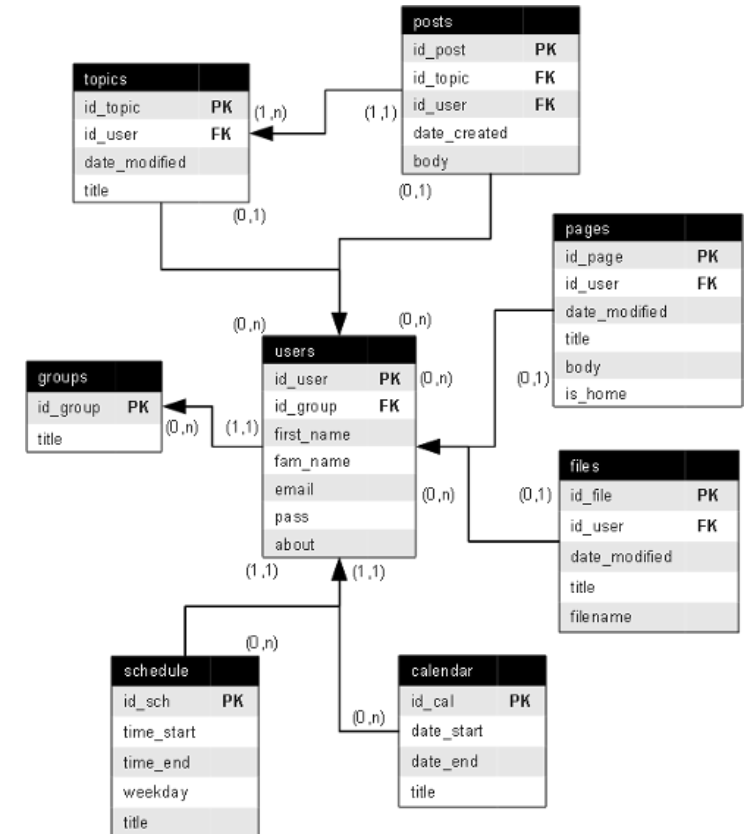 posts
id_post PK
id_topic FK
id_user FK
date_created
body
topics
id_topic PK
id_user FK
date_modified
title
(1,n)
(1,1)
(0,1)
(0,1)
pages
id_page PK
id_user FK
date_modified
title
body
is_home
(0,n)
(0,n)
users
id_user PK
id_group FK
first_name
fam_name
email
pass
about
(0,n)
(0,1)
groups
id_group PK
title
(0,n)
(1,1)
files
id_file PK
id_user FK
date_modified
title
filename
(0,n)
(0,1)
(1,1)
(1,1)
(0,n)
schedule
id_sch PK
time_start
time_end
weekday
title
(0,n)
calendar
id_cal PK
date_start
date_end
title